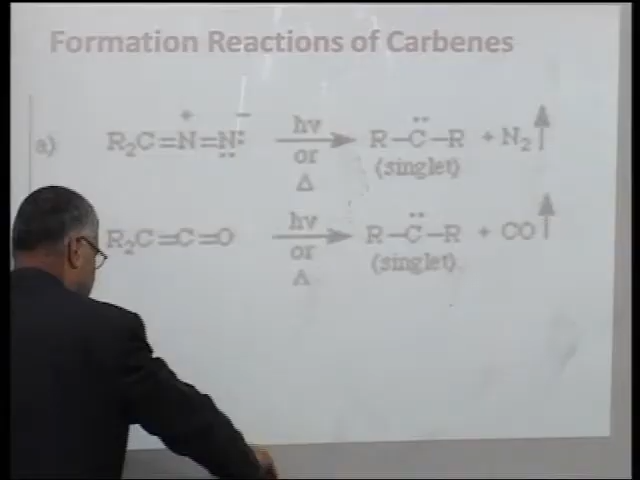 Formation Reactions of Carbenes
a) R₂C=N⁺=N̈:⁻ hν or Δ R–C̈–R (singlet) + N₂↑
R₂C=C=O hν or Δ R–C̈–R (singlet) + CO↑